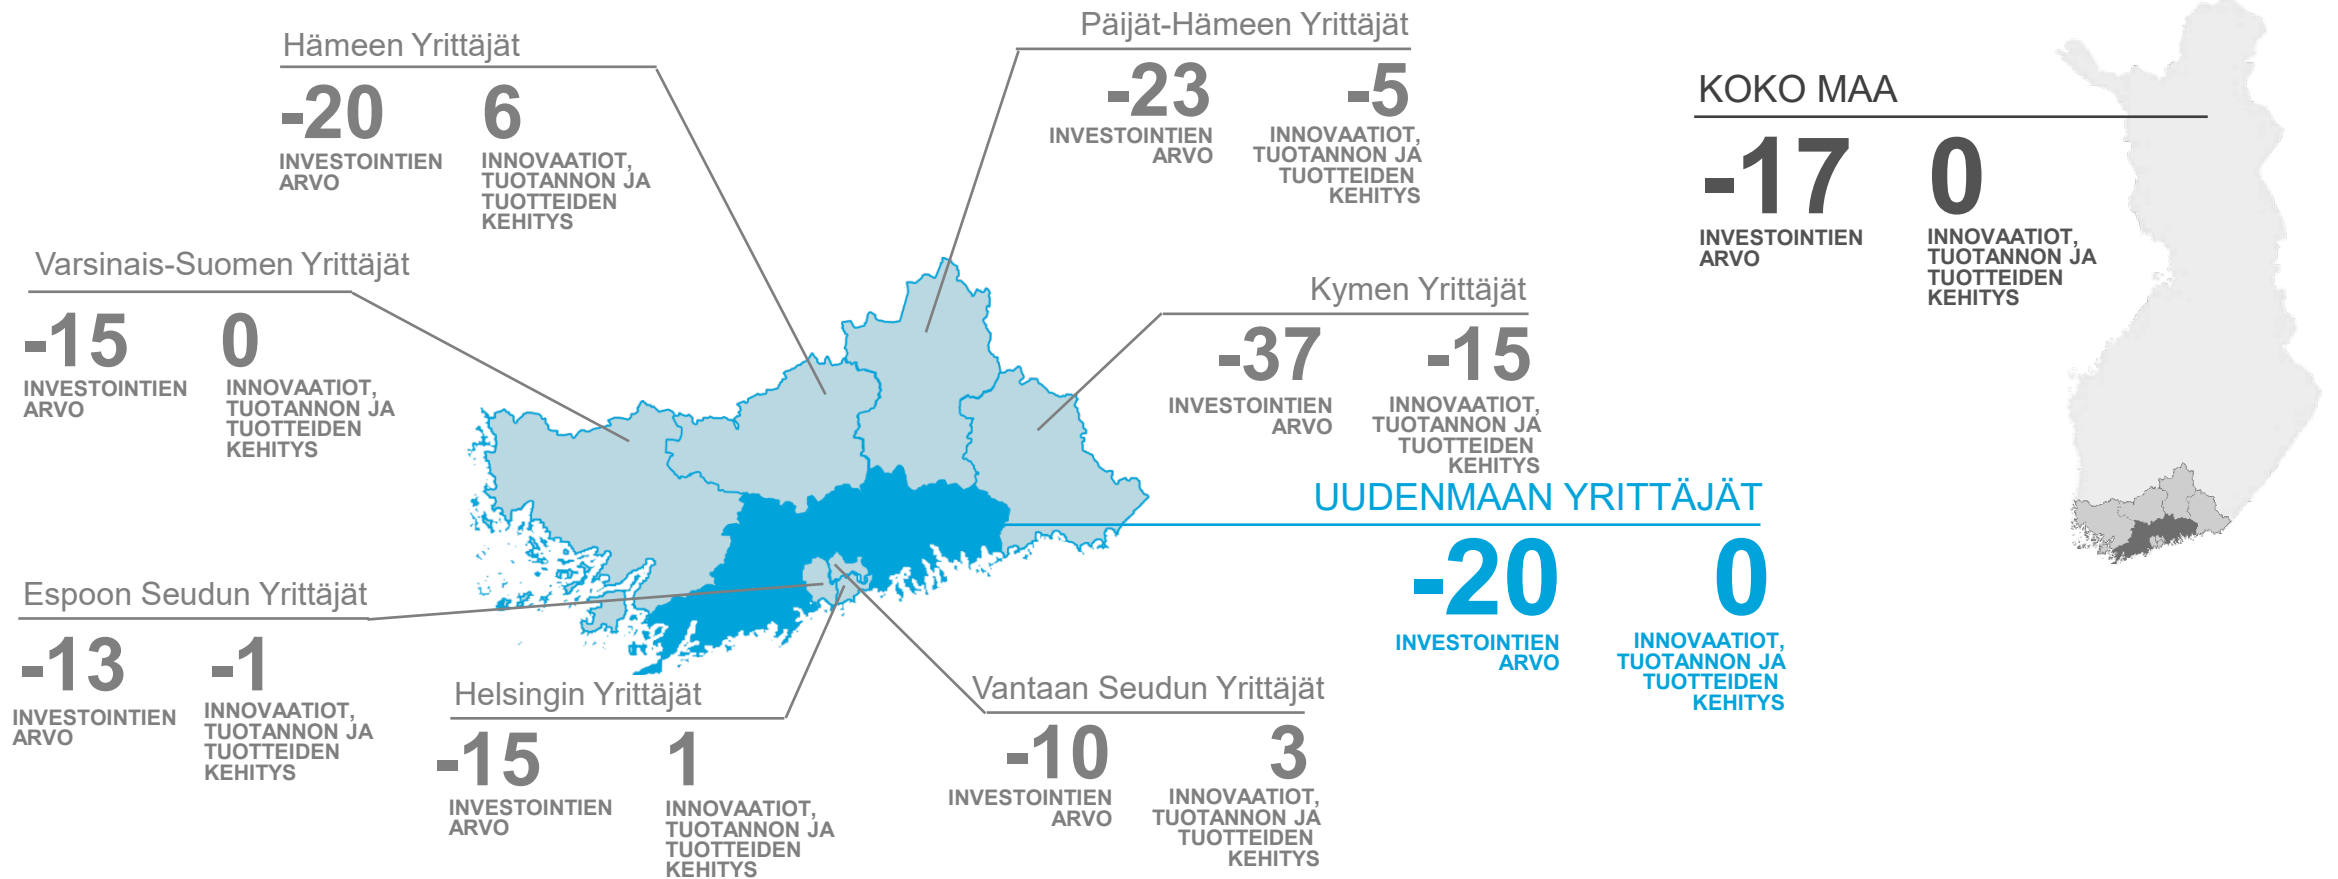 Hämeen Yrittäjät
-20 6
INVESTOINTIEN
ARVO
INNOVAATIOT,
TUOTANNON JA
TUOTTEIDEN
KEHITYS
Päijät-Hämeen Yrittäjät
-23 -5
INVESTOINTIEN
ARVO
INNOVAATIOT,
TUOTANNON JA
TUOTTEIDEN
KEHITYS
KOKO MAA
-17 0
INVESTOINTIEN
ARVO
INNOVAATIOT,
TUOTANNON JA
TUOTTEIDEN
KEHITYS
Varsinais-Suomen Yrittäjät
-15 0
INVESTOINTIEN
ARVO
INNOVAATIOT,
TUOTANNON JA
TUOTTEIDEN
KEHITYS
Kymen Yrittäjät
-37 -15
INVESTOINTIEN
ARVO
INNOVAATIOT,
TUOTANNON JA
TUOTTEIDEN
KEHITYS
UUDENMAAN YRITTÄJÄT
-20 0
INVESTOINTIEN
ARVO
INNOVAATIOT,
TUOTANNON JA
TUOTTEIDEN
KEHITYS
Espoon Seudun Yrittäjät
-13 -1
INVESTOINTIEN
ARVO
INNOVAATIOT,
TUOTANNON JA
TUOTTEIDEN
KEHITYS
Helsingin Yrittäjät
-15 1
INVESTOINTIEN
ARVO
INNOVAATIOT,
TUOTANNON JA
TUOTTEIDEN
KEHITYS
Vantaan Seudun Yrittäjät
-10 3
INVESTOINTIEN
ARVO
INNOVAATIOT,
TUOTANNON JA
TUOTTEIDEN
KEHITYS